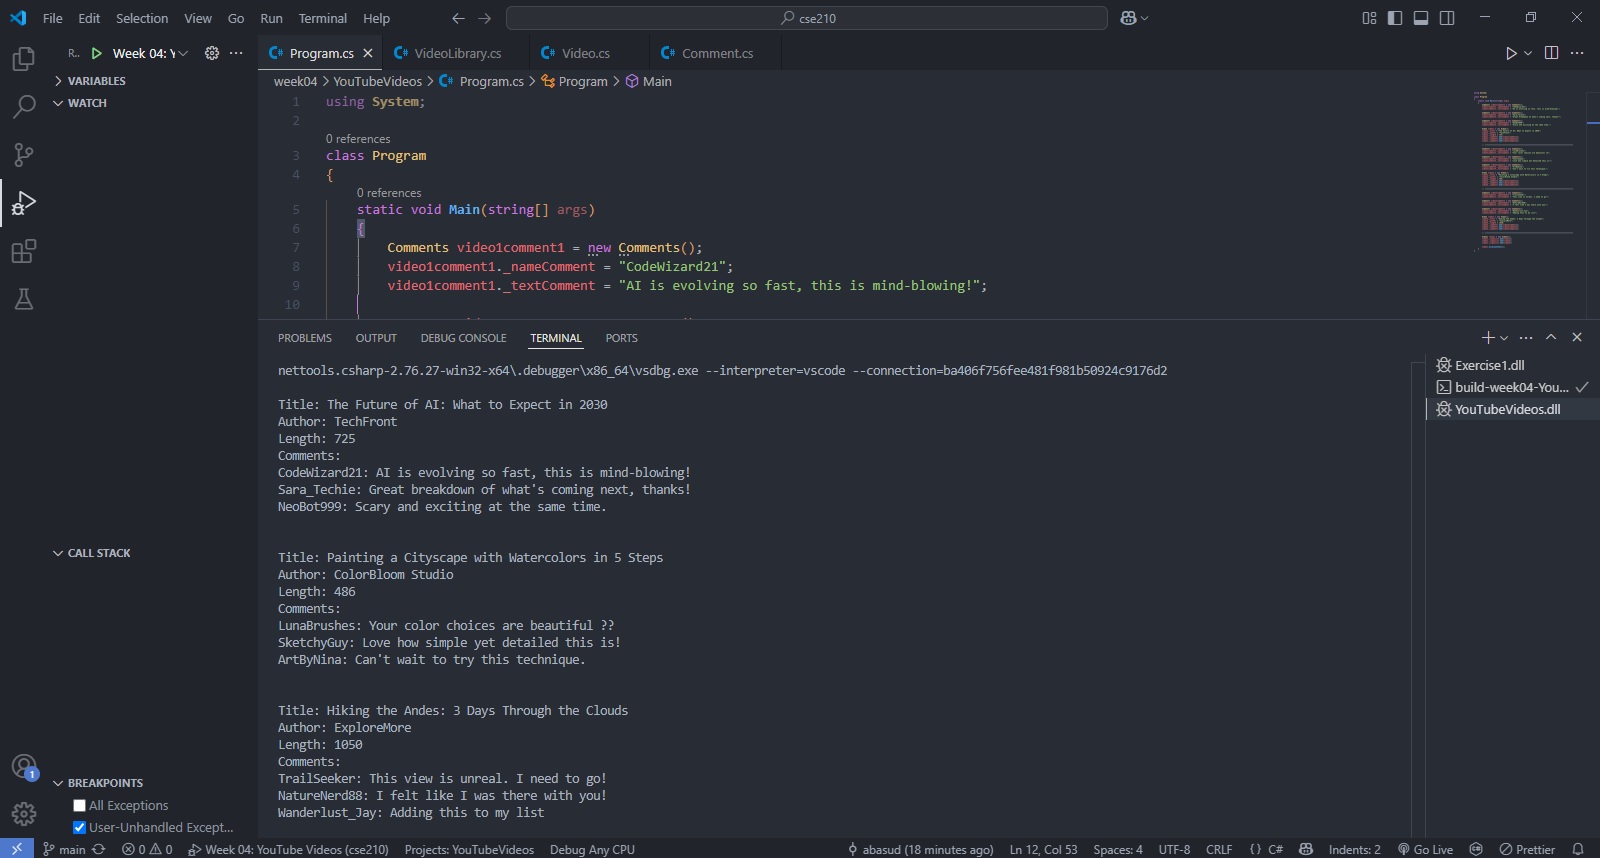 File Edit Selection View Go Run Terminal Help cse210
R.. Week 04: Y Program.cs VideoLibrary.cs Video.cs Comment.cs
VARIABLES
WATCH
CALL STACK
BREAKPOINTS
All Exceptions
User-Unhandled Except...
week04 > YouTubeVideos > Program.cs > Program > Main
1 using System;
2
0 references
3 class Program
4 {
0 references
5 static void Main(string[] args)
6 {
7 Comments video1comment1 = new Comments();
8 video1comment1._nameComment = "CodeWizard21";
9 video1comment1._textComment = "AI is evolving so fast, this is mind-blowing!";
10
PROBLEMS OUTPUT DEBUG CONSOLE TERMINAL PORTS
nettools.csharp-2.76.27-win32-x64\.debugger\x86_64\vsdbg.exe --interpreter=vscode --connection=ba406f756fee481f981b50924c9176d2
Title: The Future of AI: What to Expect in 2030
Author: TechFront
Length: 725
Comments:
CodeWizard21: AI is evolving so fast, this is mind-blowing!
Sara_Techie: Great breakdown of what's coming next, thanks!
NeoBot999: Scary and exciting at the same time.
Title: Painting a Cityscape with Watercolors in 5 Steps
Author: ColorBloom Studio
Length: 486
Comments:
LunaBrushes: Your color choices are beautiful ??
SketchyGuy: Love how simple yet detailed this is!
ArtByNina: Can't wait to try this technique.
Title: Hiking the Andes: 3 Days Through the Clouds
Author: ExploreMore
Length: 1050
Comments:
TrailSeeker: This view is unreal. I need to go!
NatureNerd88: I felt like I was there with you!
Wanderlust_Jay: Adding this to my list
Exercise1.dll
build-week04-You...
YouTubeVideos.dll
1
main 0 0 Week 04: YouTube Videos (cse210) Projects: YouTubeVideos Debug Any CPU abasud (18 minutes ago) Ln 12, Col 53 Spaces: 4 UTF-8 CRLF {} C# Indents: 2 Go Live Prettier